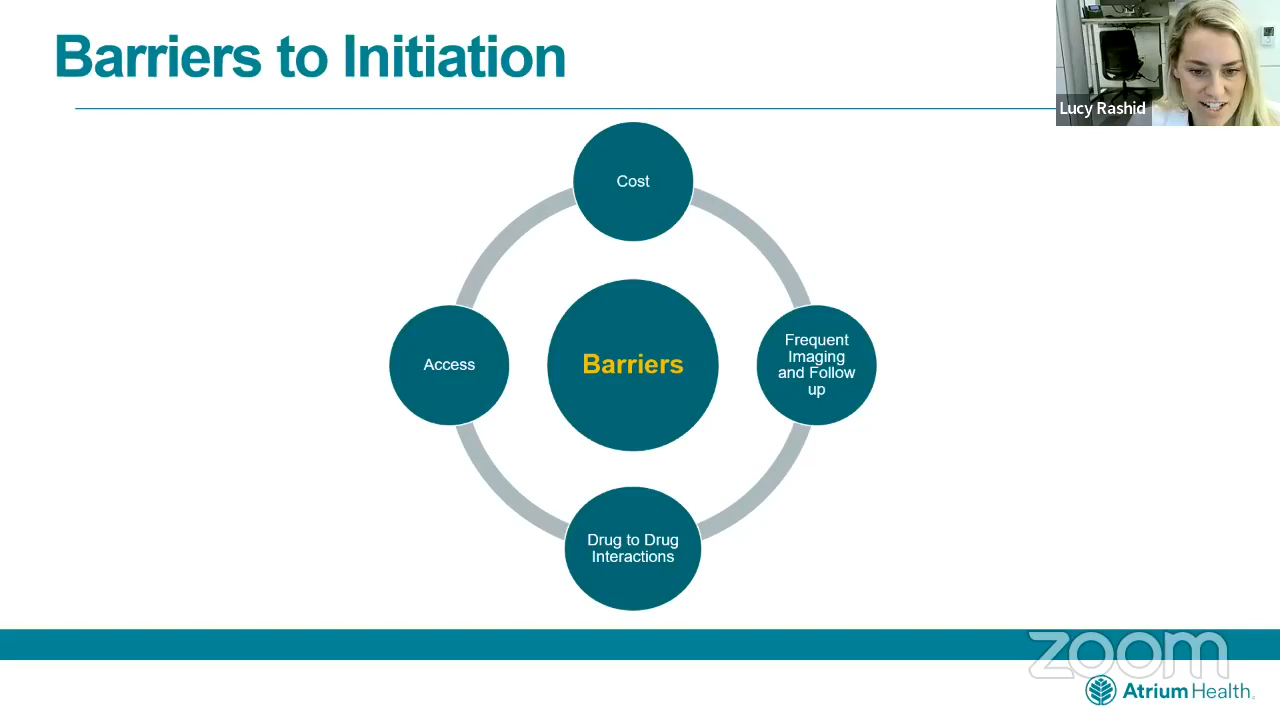 Barriers to Initiation
Lucy Rashid
Cost
Access
Barriers
Frequent
Imaging
and Follow
up
Drug to Drug
Interactions
zoom
Atrium Health